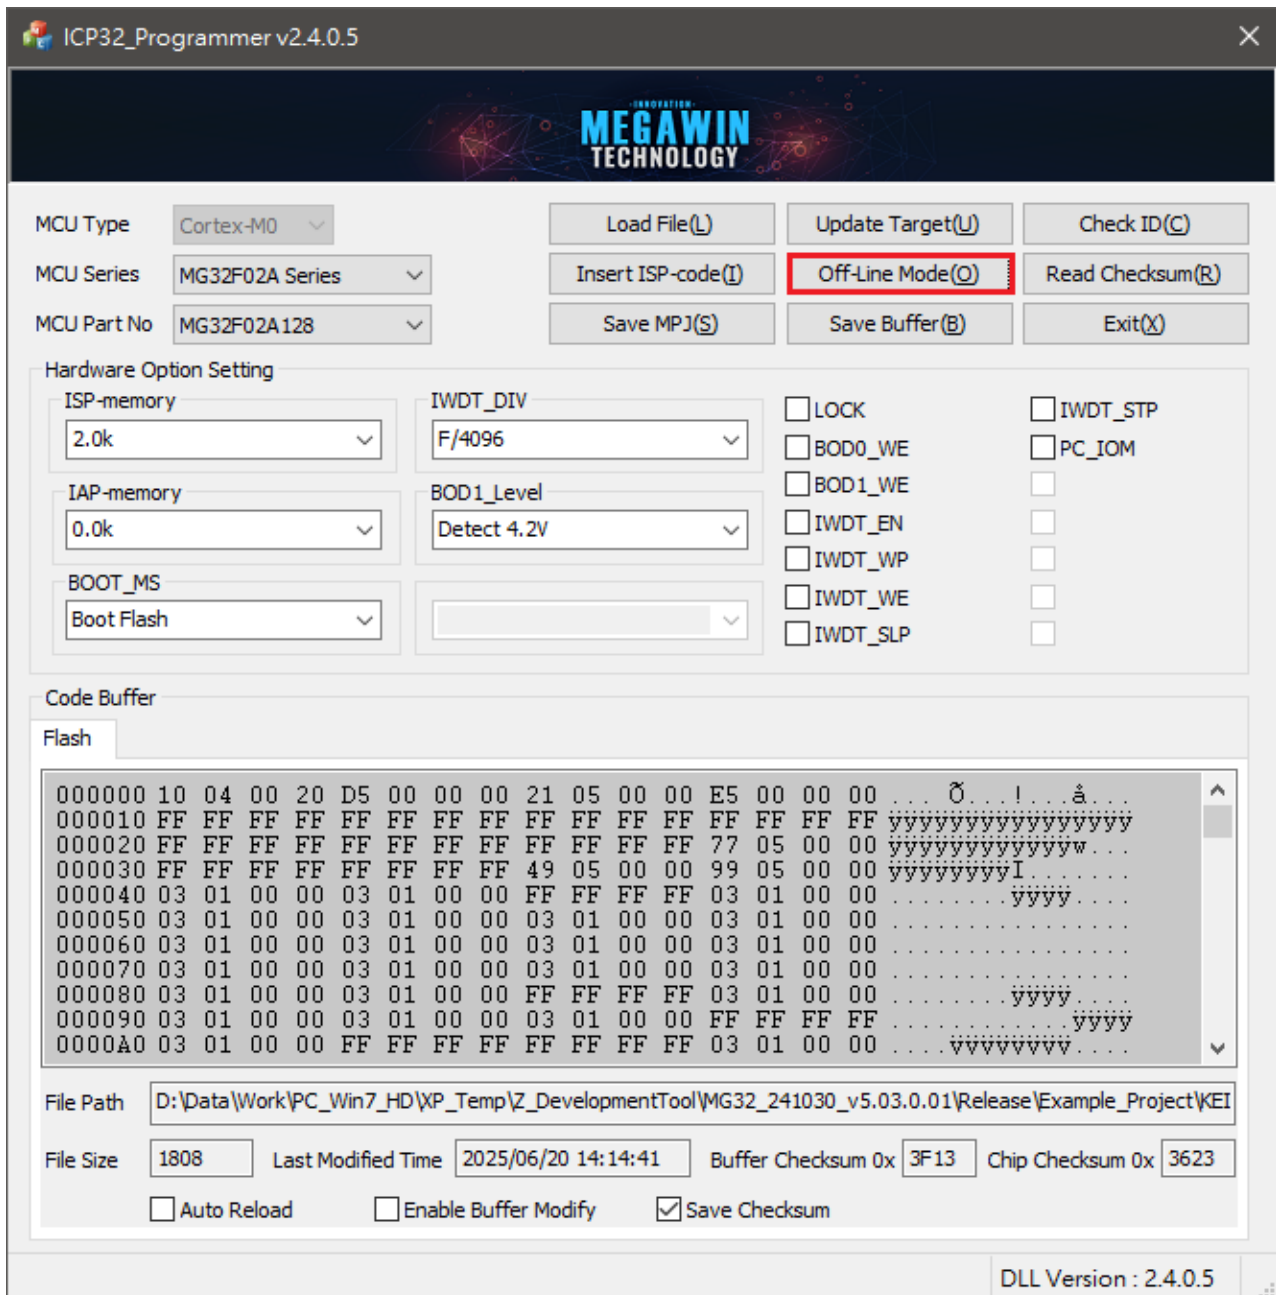 ICP32_Programmer v2.4.0.5
·INNOVATION·
MEGAWIN
TECHNOLOGY
MCU Type Cortex-M0 Load File(L) Update Target(U) Check ID(C)
MCU Series MG32F02A Series Insert ISP-code(I) Off-Line Mode(O) Read Checksum(R)
MCU Part No MG32F02A128 Save MPJ(S) Save Buffer(B) Exit(X)
Hardware Option Setting
ISP-memory IWDT_DIV
2.0k F/4096
LOCK IWDT_STP
BOD0_WE PC_IOM
IAP-memory BOD1_Level
0.0k Detect 4.2V
BOD1_WE
IWDT_EN
IWDT_WP
BOOT_MS
Boot Flash
IWDT_WE
IWDT_SLP
Code Buffer
Flash
000000 10 04 00 20 D5 00 00 00 21 05 00 00 E5 00 00 00 ... Õ...!...å...
000010 FF FF FF FF FF FF FF FF FF FF FF FF FF FF FF FF ÿÿÿÿÿÿÿÿÿÿÿÿÿÿÿÿ
000020 FF FF FF FF FF FF FF FF FF FF FF FF 77 05 00 00 ÿÿÿÿÿÿÿÿÿÿÿÿw...
000030 FF FF FF FF FF FF FF FF 49 05 00 00 99 05 00 00 ÿÿÿÿÿÿÿÿI.......
000040 03 01 00 00 03 01 00 00 FF FF FF FF 03 01 00 00 ........ÿÿÿÿ....
000050 03 01 00 00 03 01 00 00 03 01 00 00 03 01 00 00 ................
000060 03 01 00 00 03 01 00 00 03 01 00 00 03 01 00 00 ................
000070 03 01 00 00 03 01 00 00 03 01 00 00 03 01 00 00 ................
000080 03 01 00 00 03 01 00 00 FF FF FF FF 03 01 00 00 ........ÿÿÿÿ....
000090 03 01 00 00 03 01 00 00 03 01 00 00 FF FF FF FF ............ÿÿÿÿ
0000A0 03 01 00 00 FF FF FF FF FF FF FF FF 03 01 00 00 ....ÿÿÿÿÿÿÿÿ....
File Path D:\Data\Work\PC_Win7_HD\XP_Temp\Z_DevelopmentTool\MG32_241030_v5.03.0.01\Release\Example_Project\KEI
File Size 1808 Last Modified Time 2025/06/20 14:14:41 Buffer Checksum 0x 3F13 Chip Checksum 0x 3623
Auto Reload Enable Buffer Modify Save Checksum
DLL Version : 2.4.0.5